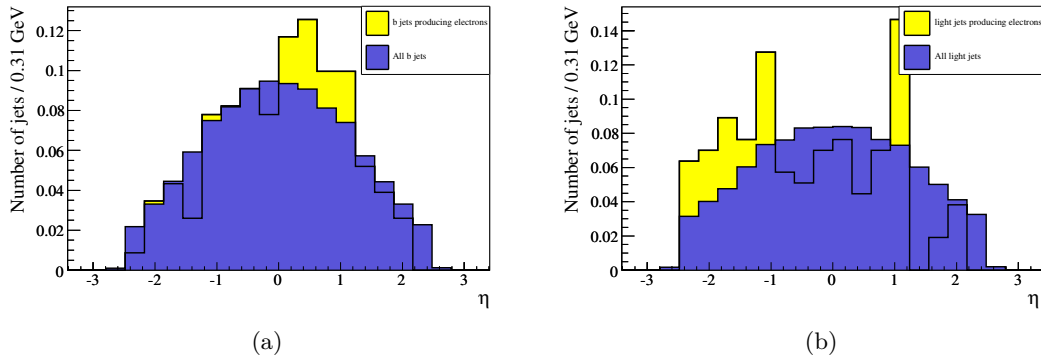 Number of jets / 0.31 GeV
b jets producing electrons
All b jets
0.12
0.1
0.08
0.06
0.04
0.02
0
-3 -2 -1 0 1 2 3
η
(a)
Number of jets / 0.31 GeV
light jets producing electrons
All light jets
0.14
0.12
0.1
0.08
0.06
0.04
0.02
0
-3 -2 -1 0 1 2 3
η
(b)